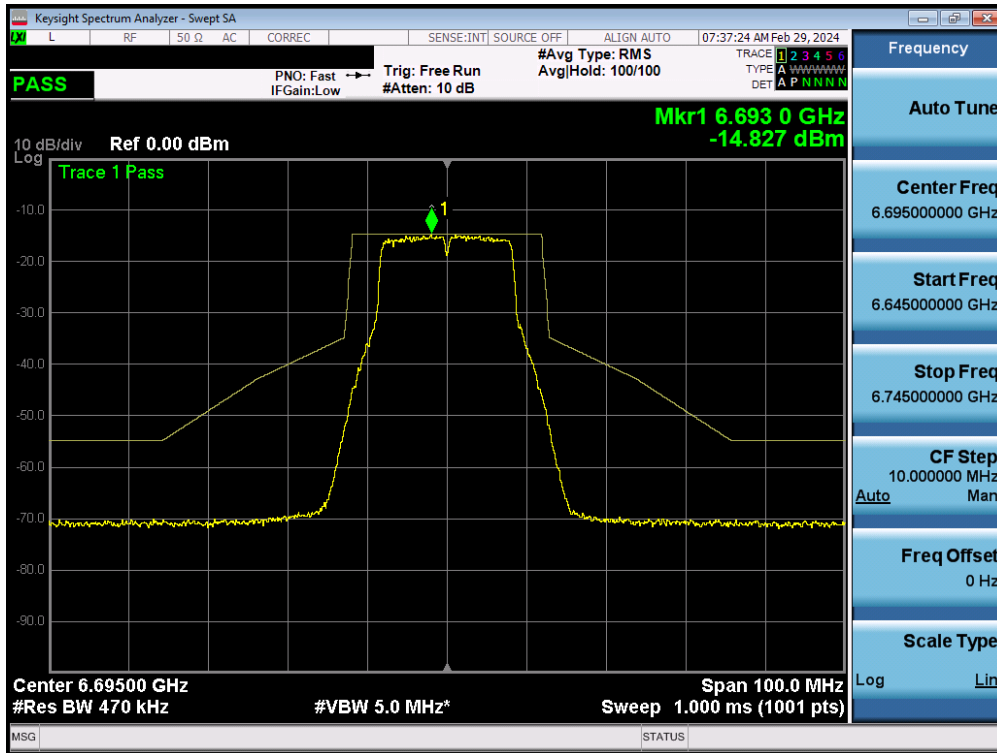 Keysight Spectrum Analyzer - Swept SA
LXI L RF 50 Ω AC CORREC SENSE:INT SOURCE OFF ALIGN AUTO 07:37:24 AM Feb 29, 2024
PASS
PNO: Fast
IFGain:Low
Trig: Free Run
#Atten: 10 dB
#Avg Type: RMS
Avg|Hold: 100/100
TRACE 1 2 3 4 5 6
TYPE A WWWWW
DET A P N N N N
Mkr1 6.693 0 GHz
-14.827 dBm
10 dB/div Ref 0.00 dBm
Log
Trace 1 Pass
1
-10.0
-20.0
-30.0
-40.0
-50.0
-60.0
-70.0
-80.0
-90.0
Center 6.69500 GHz Span 100.0 MHz
#Res BW 470 kHz #VBW 5.0 MHz* Sweep 1.000 ms (1001 pts)
MSG STATUS
Frequency
Auto Tune
Center Freq
6.695000000 GHz
Start Freq
6.645000000 GHz
Stop Freq
6.745000000 GHz
CF Step
10.000000 MHz
Auto Man
Freq Offset
0 Hz
Scale Type
Log Lin